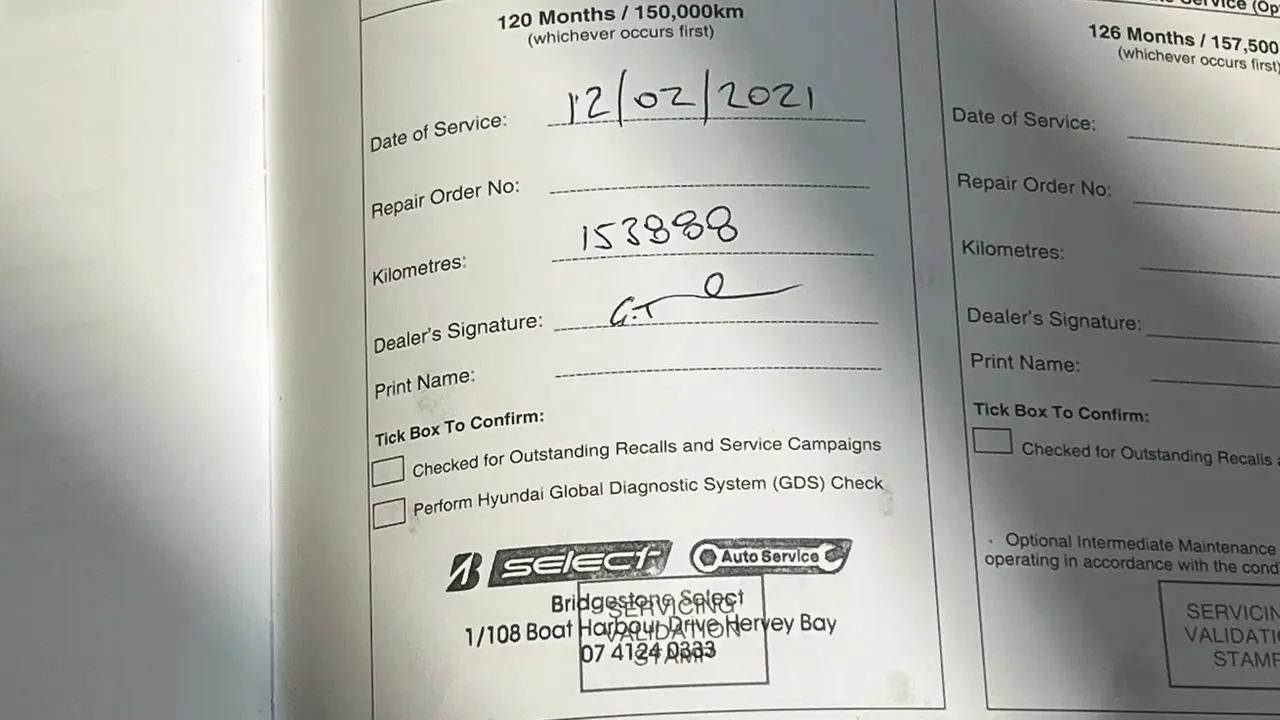 120 Months / 150,000km
(whichever occurs first)
Date of Service: 12/02/2021
Repair Order No:
Kilometres: 153888
Dealer's Signature: G.T
Print Name:
Tick Box To Confirm:
Checked for Outstanding Recalls and Service Campaigns
Perform Hyundai Global Diagnostic System (GDS) Check
B Select Auto Service
Bridgestone Select
1/108 Boat Harbour Drive Hervey Bay
07 4124 0333
SERVICING
VALIDATION
STAMP
Service (Op
126 Months / 157,500
(whichever occurs first)
Date of Service:
Repair Order No:
Kilometres:
Dealer's Signature:
Print Name:
Tick Box To Confirm:
Checked for Outstanding Recalls
Optional Intermediate Maintenance
operating in accordance with the cond
SERVICIN
VALIDATI
STAMP